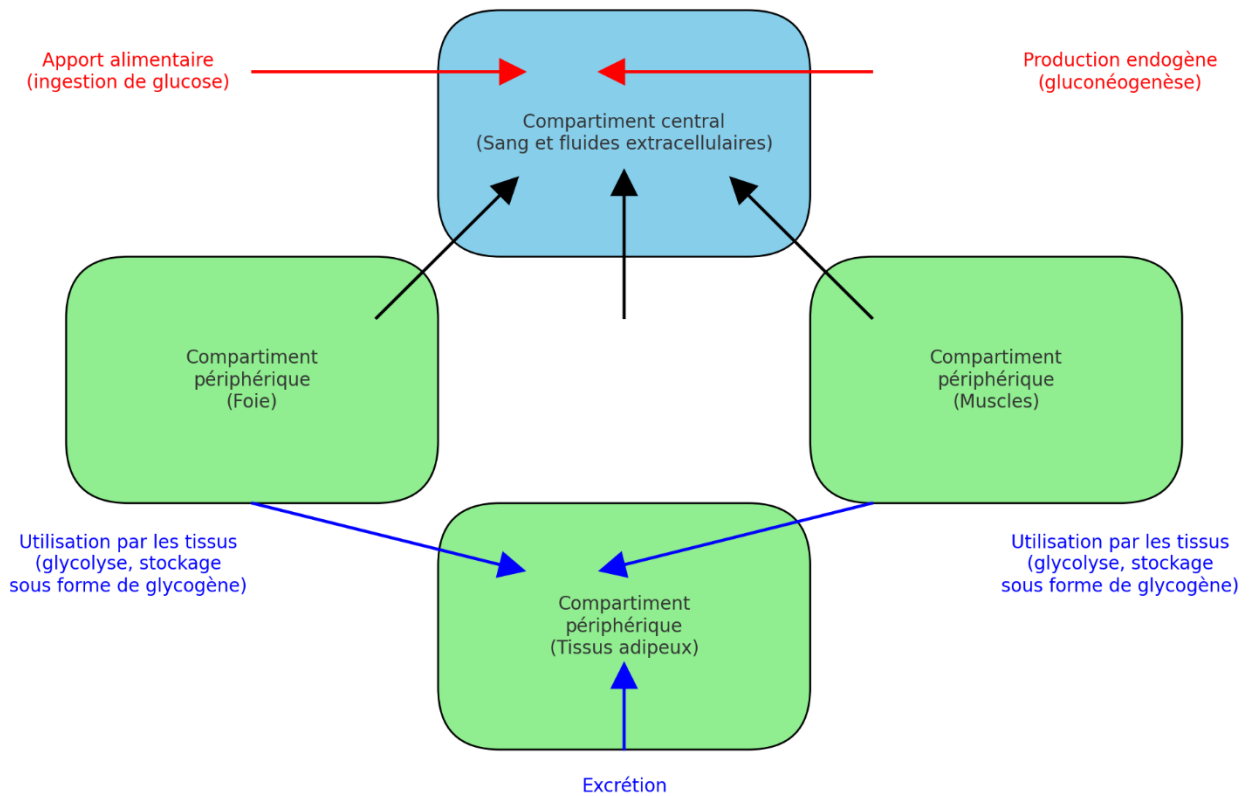 Apport alimentaire
(ingestion de glucose)
Production endogène
(gluconéogenèse)
Compartiment central
(Sang et fluides extracellulaires)
Compartiment
périphérique
(Foie)
Compartiment
périphérique
(Muscles)
Utilisation par les tissus
(glycolyse, stockage
sous forme de glycogène)
Utilisation par les tissus
(glycolyse, stockage
sous forme de glycogène)
Compartiment
périphérique
(Tissus adipeux)
Excrétion